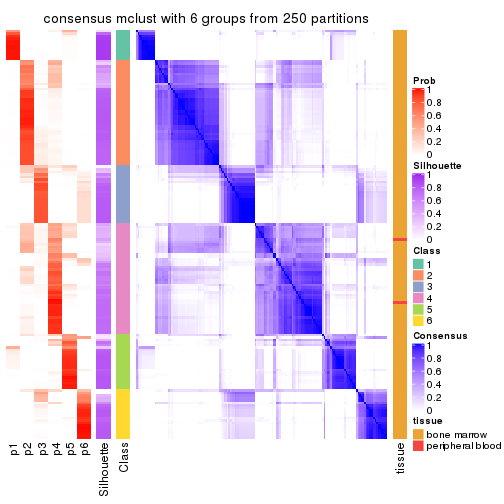 consensus mclust with 6 groups from 250 partitions
Prob
1
0.8
0.6
0.4
0.2
0
Silhouette
1
0.8
0.6
0.4
0.2
0
Class
1
2
3
4
5
6
Consensus
1
0.8
0.6
0.4
0.2
0
tissue
bone marrow
peripheral blood
p1
p2
p3
p4
p5
p6
Silhouette
Class
tissue